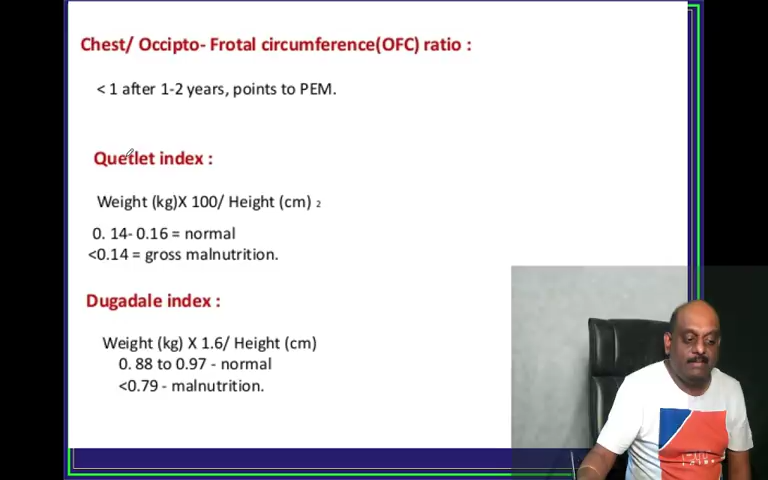 Chest/ Occipto- Frotal circumference(OFC) ratio :
< 1 after 1-2 years, points to PEM.
Quetlet index :
Weight (kg)X 100/ Height (cm) 2
0. 14- 0.16 = normal
<0.14 = gross malnutrition.
Dugadale index :
Weight (kg) X 1.6/ Height (cm)
0. 88 to 0.97 - normal
<0.79 - malnutrition.